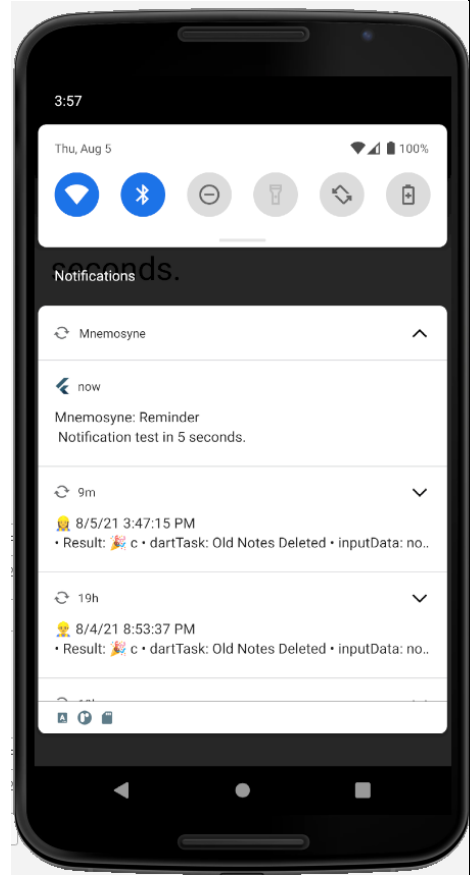 3:57
Thu, Aug 5
100%
seconds.
Notifications
Mnemosyne
now
Mnemosyne: Reminder
Notification test in 5 seconds.
9m
👷‍♀️ 8/5/21 3:47:15 PM
• Result: 🎉 c • dartTask: Old Notes Deleted • inputData: no..
19h
👷 8/4/21 8:53:37 PM
• Result: 🎉 c • dartTask: Old Notes Deleted • inputData: no..